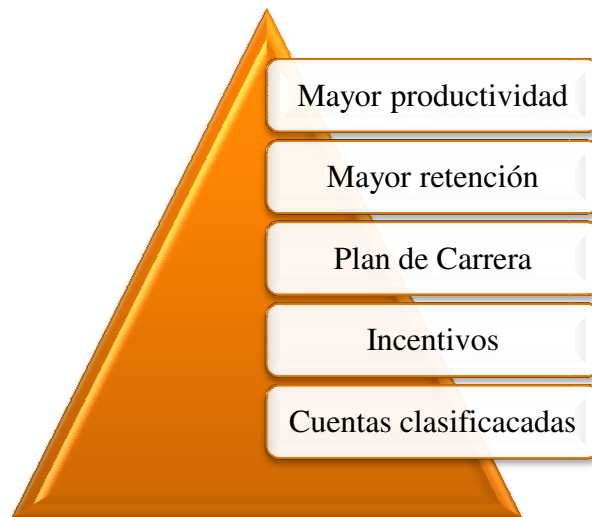 Mayor productividad
Mayor retención
Plan de Carrera
Incentivos
Cuentas clasificacadas